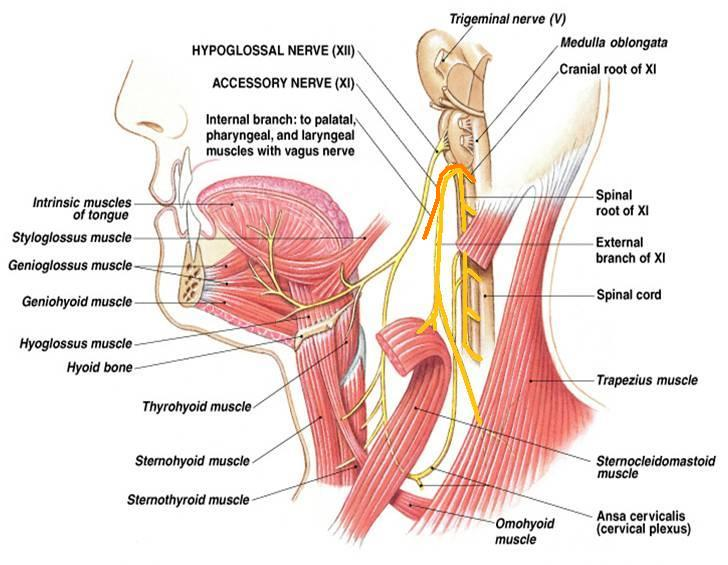 Trigeminal nerve (V)
HYPOGLOSSAL NERVE (XII)
Medulla oblongata
ACCESSORY NERVE (XI)
Cranial root of XI
Internal branch: to palatal,
pharyngeal, and laryngeal
muscles with vagus nerve
Intrinsic muscles
of tongue
Styloglossus muscle
Genioglossus muscle
Geniohyoid muscle
Hyoglossus muscle
Hyoid bone
Thyrohyoid muscle
Sternohyoid muscle
Sternothyroid muscle
Spinal
root of XI
External
branch of XI
Spinal cord
Trapezius muscle
Sternocleidomastoid
muscle
Ansa cervicalis
(cervical plexus)
Omohyoid
muscle